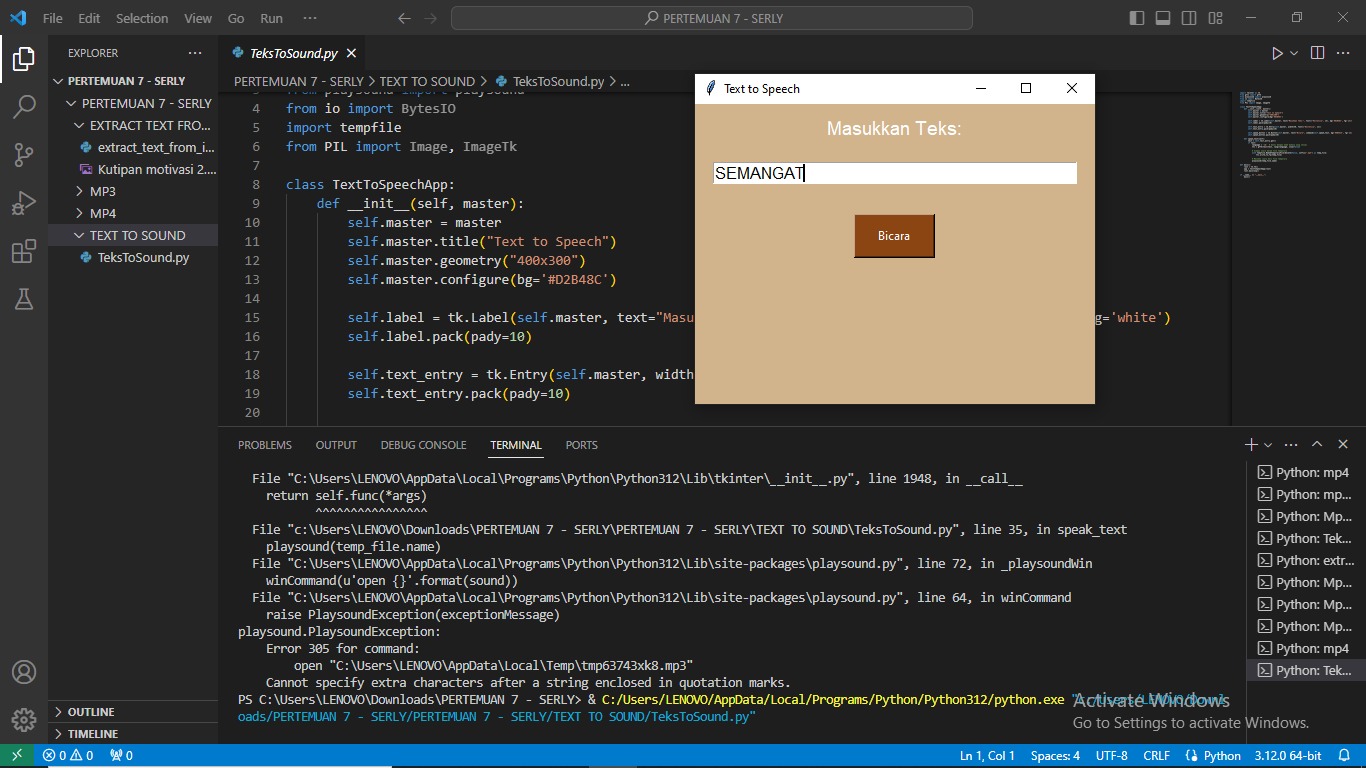 File Edit Selection View Go Run ···
PERTEMUAN 7 - SERLY
EXPLORER
PERTEMUAN 7 - SERLY
PERTEMUAN 7 - SERLY
EXTRACT TEXT FRO...
extract_text_from_i...
Kutipan motivasi 2....
MP3
MP4
TEXT TO SOUND
TeksToSound.py
OUTLINE
TIMELINE
TeksToSound.py
PERTEMUAN 7 - SERLY > TEXT TO SOUND > TeksToSound.py > ...
4 from io import BytesIO
5 import tempfile
6 from PIL import Image, ImageTk
7
8 class TextToSpeechApp:
9 def __init__(self, master):
10 self.master = master
11 self.master.title("Text to Speech")
12 self.master.geometry("400x300")
13 self.master.configure(bg='#D2B48C')
14
15 self.label = tk.Label(self.master, text="Masu
='white')
16 self.label.pack(pady=10)
17
18 self.text_entry = tk.Entry(self.master, width
19 self.text_entry.pack(pady=10)
20
Text to Speech
Masukkan Teks:
SEMANGAT
Bicara
PROBLEMS OUTPUT DEBUG CONSOLE TERMINAL PORTS
File "C:\Users\LENOVO\AppData\Local\Programs\Python\Python312\Lib\tkinter\__init__.py", line 1948, in __call__
return self.func(*args)
^^^^^^^^^^^^^^^^
File "c:\Users\LENOVO\Downloads\PERTEMUAN 7 - SERLY\PERTEMUAN 7 - SERLY\TEXT TO SOUND\TeksToSound.py", line 35, in speak_text
playsound(temp_file.name)
File "C:\Users\LENOVO\AppData\Local\Programs\Python\Python312\Lib\site-packages\playsound.py", line 72, in _playsoundWin
winCommand(u'open {}'.format(sound))
File "C:\Users\LENOVO\AppData\Local\Programs\Python\Python312\Lib\site-packages\playsound.py", line 64, in winCommand
raise PlaysoundException(exceptionMessage)
playsound.PlaysoundException:
Error 305 for command:
open "C:\Users\LENOVO\AppData\Local\Temp\tmp63743xk8.mp3"
Cannot specify extra characters after a string enclosed in quotation marks.
PS C:\Users\LENOVO\Downloads\PERTEMUAN 7 - SERLY> & C:/Users/LENOVO/AppData/Local/Programs/Python/Python312/python.exe "c:/Users/LENOVO/Downl
oads/PERTEMUAN 7 - SERLY/PERTEMUAN 7 - SERLY/TEXT TO SOUND/TeksToSound.py"
Python: mp4
Python: mp...
Python: Mp...
Python: Tek...
Python: extr...
Python: Mp...
Python: Mp...
Python: Mp...
Python: mp4
Python: Tek...
Activate Windows
Go to Settings to activate Windows.
0 0 0
Ln 1, Col 1 Spaces: 4 UTF-8 CRLF Python 3.12.0 64-bit